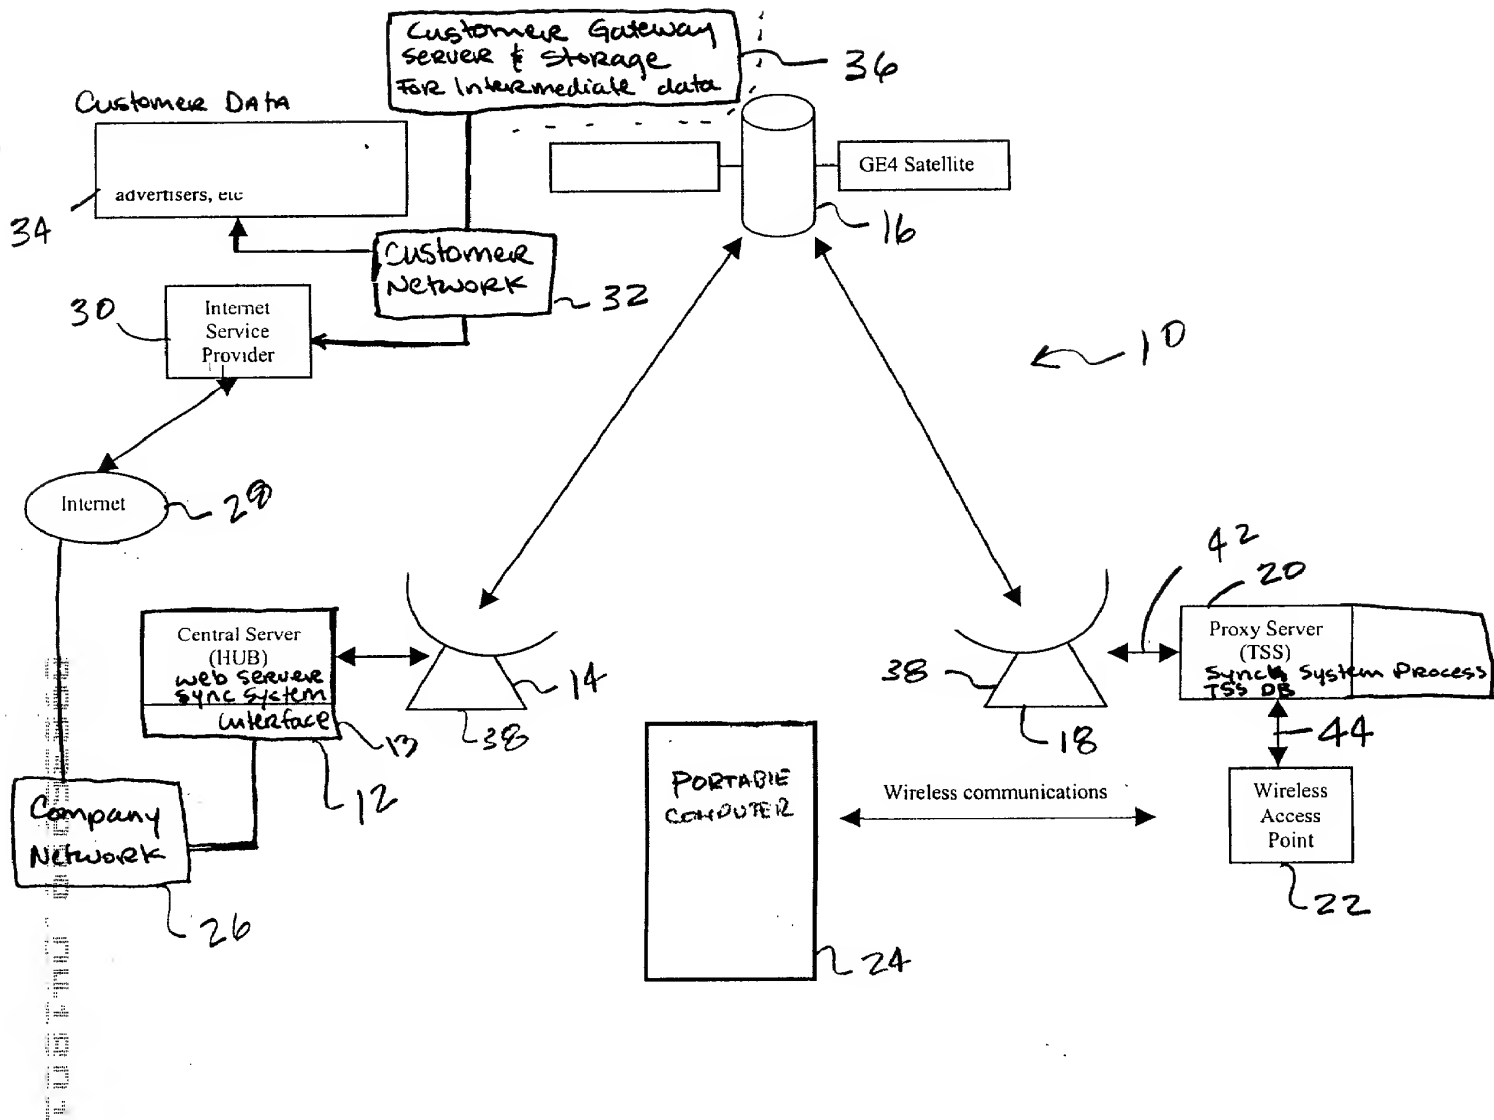 Customer Gateway
Server & Storage
For Intermediate data
36
Customer Data
advertisers, etc
34
GE4 Satellite
16
Customer
Network
32
30
Internet
Service
Provider
10
Internet
28
42
20
Central Server
(HUB)
Web Server
Sync System
Interface
13
12
14
38
38
18
Proxy Server
(TSS)
Sync System Process
TSS DB
44
Portable
Computer
24
Wireless communications
Wireless
Access
Point
22
Company
Network
26